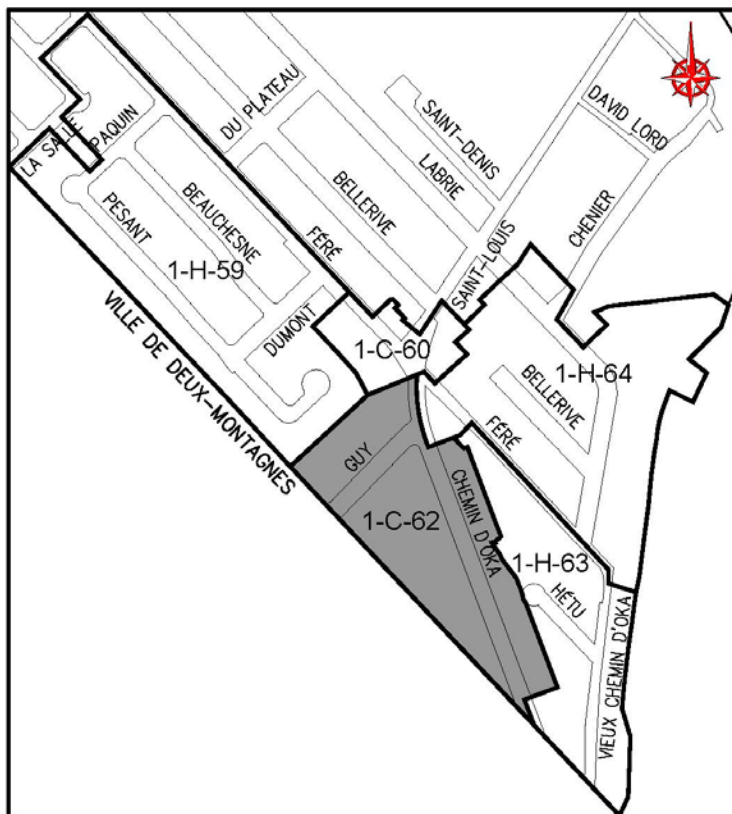 LA SALLE
PAQUIN
DU PLATEAU
SAINT-DENIS
DAVID LORD
LABRIE
BELLERIVE
BEAUCHESNE
PESANT
FÉRÉ
SAINT-LOUIS
CHENIER
1-H-59
VILLE DE DEUX-MONTAGNES
DUMONT
1-C-60
1-H-64
BELLERIVE
FÉRÉ
GUY
CHEMIN D'OKA
1-C-62
1-H-63
HÉTU
VIEUX CHEMIN D'OKA